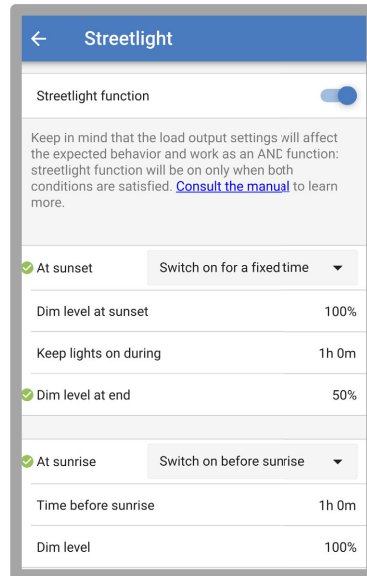 Streetlight
Streetlight function
Keep in mind that the load output settings will affect
the expected behavior and work as an AND function:
streetlight function will be on only when both
conditions are satisfied. Consult the manual to learn
more.
At sunset Switch on for a fixed time
Dim level at sunset 100%
Keep lights on during 1h 0m
Dim level at end 50%
At sunrise Switch on before sunrise
Time before sunrise 1h 0m
Dim level 100%